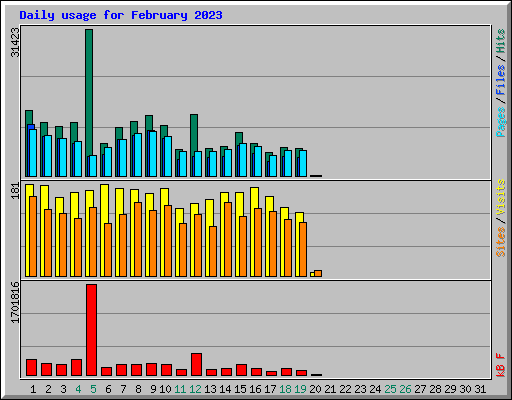 Daily usage for February 2023
31423
Pages / Files / Hits
181
Sites / Visits
1701816
kB F
1 2 3 4 5 6 7 8 9 10 11 12 13 14 15 16 17 18 19 20 21 22 23 24 25 26 27 28 29 30 31